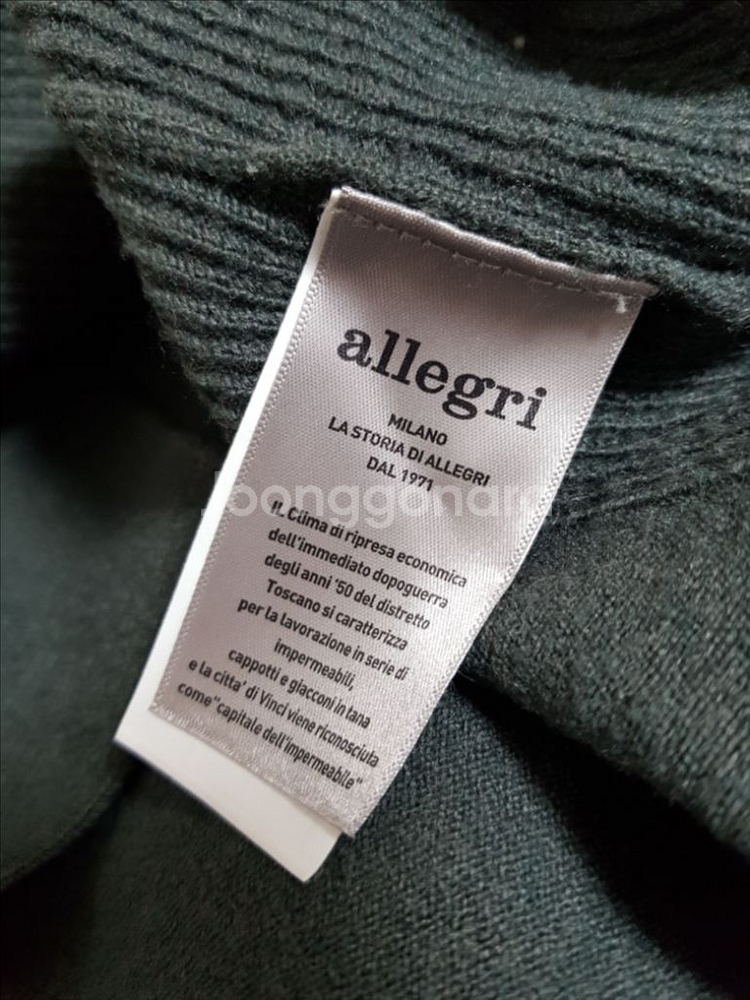 allegri
MILANO
LA STORIA DI ALLEGRI
DAL 1971
Joonggonara
IL Clima di ripresa economica
dell'immediato dopoguerra
degli anni '50 del distretto
Toscano si caratterizza
per la lavorazione in serie di
impermeabili,
cappotti e giacconi in lana
e la citta' di Vinci viene riconosciuta
come "capitale dell'impermeabile"